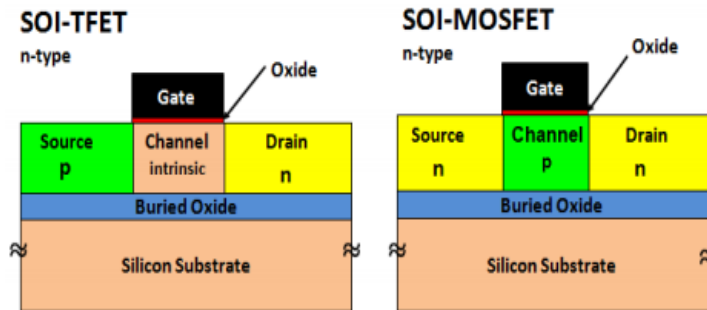 SOI-TFET
n-type
Oxide
Gate
Source
p
Channel
intrinsic
Drain
n
Buried Oxide
Silicon Substrate
SOI-MOSFET
n-type
Oxide
Gate
Source
n
Channel
p
Drain
n
Buried Oxide
Silicon Substrate